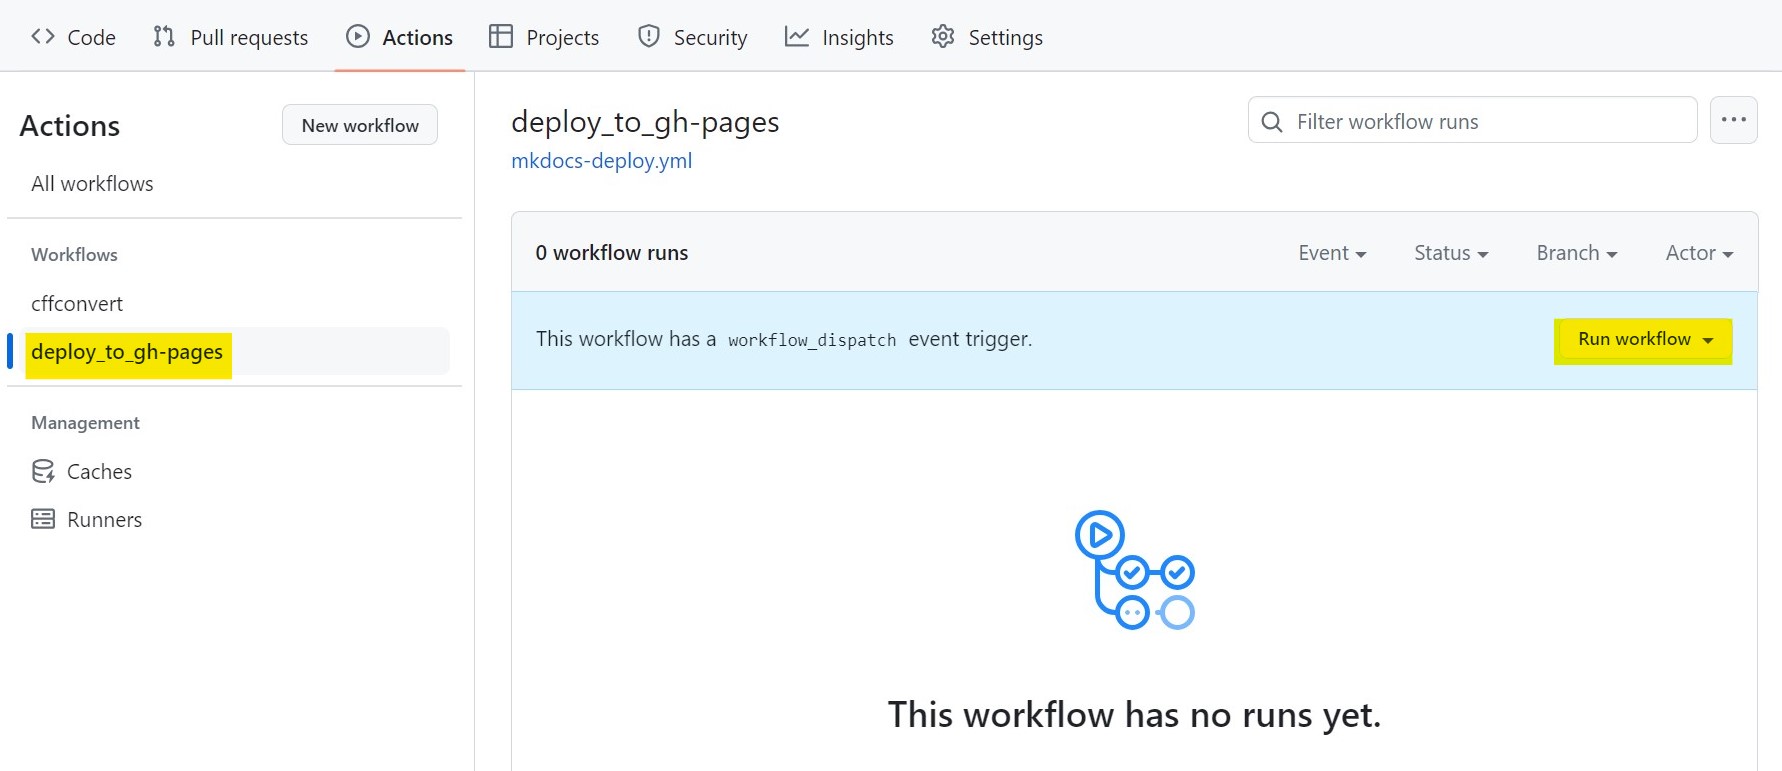 Code Pull requests Actions Projects Security Insights Settings
Actions
New workflow
All workflows
Workflows
cffconvert
deploy_to_gh-pages
Management
Caches
Runners
deploy_to_gh-pages
mkdocs-deploy.yml
Filter workflow runs
0 workflow runs
Event Status Branch Actor
This workflow has a workflow_dispatch event trigger.
Run workflow
This workflow has no runs yet.